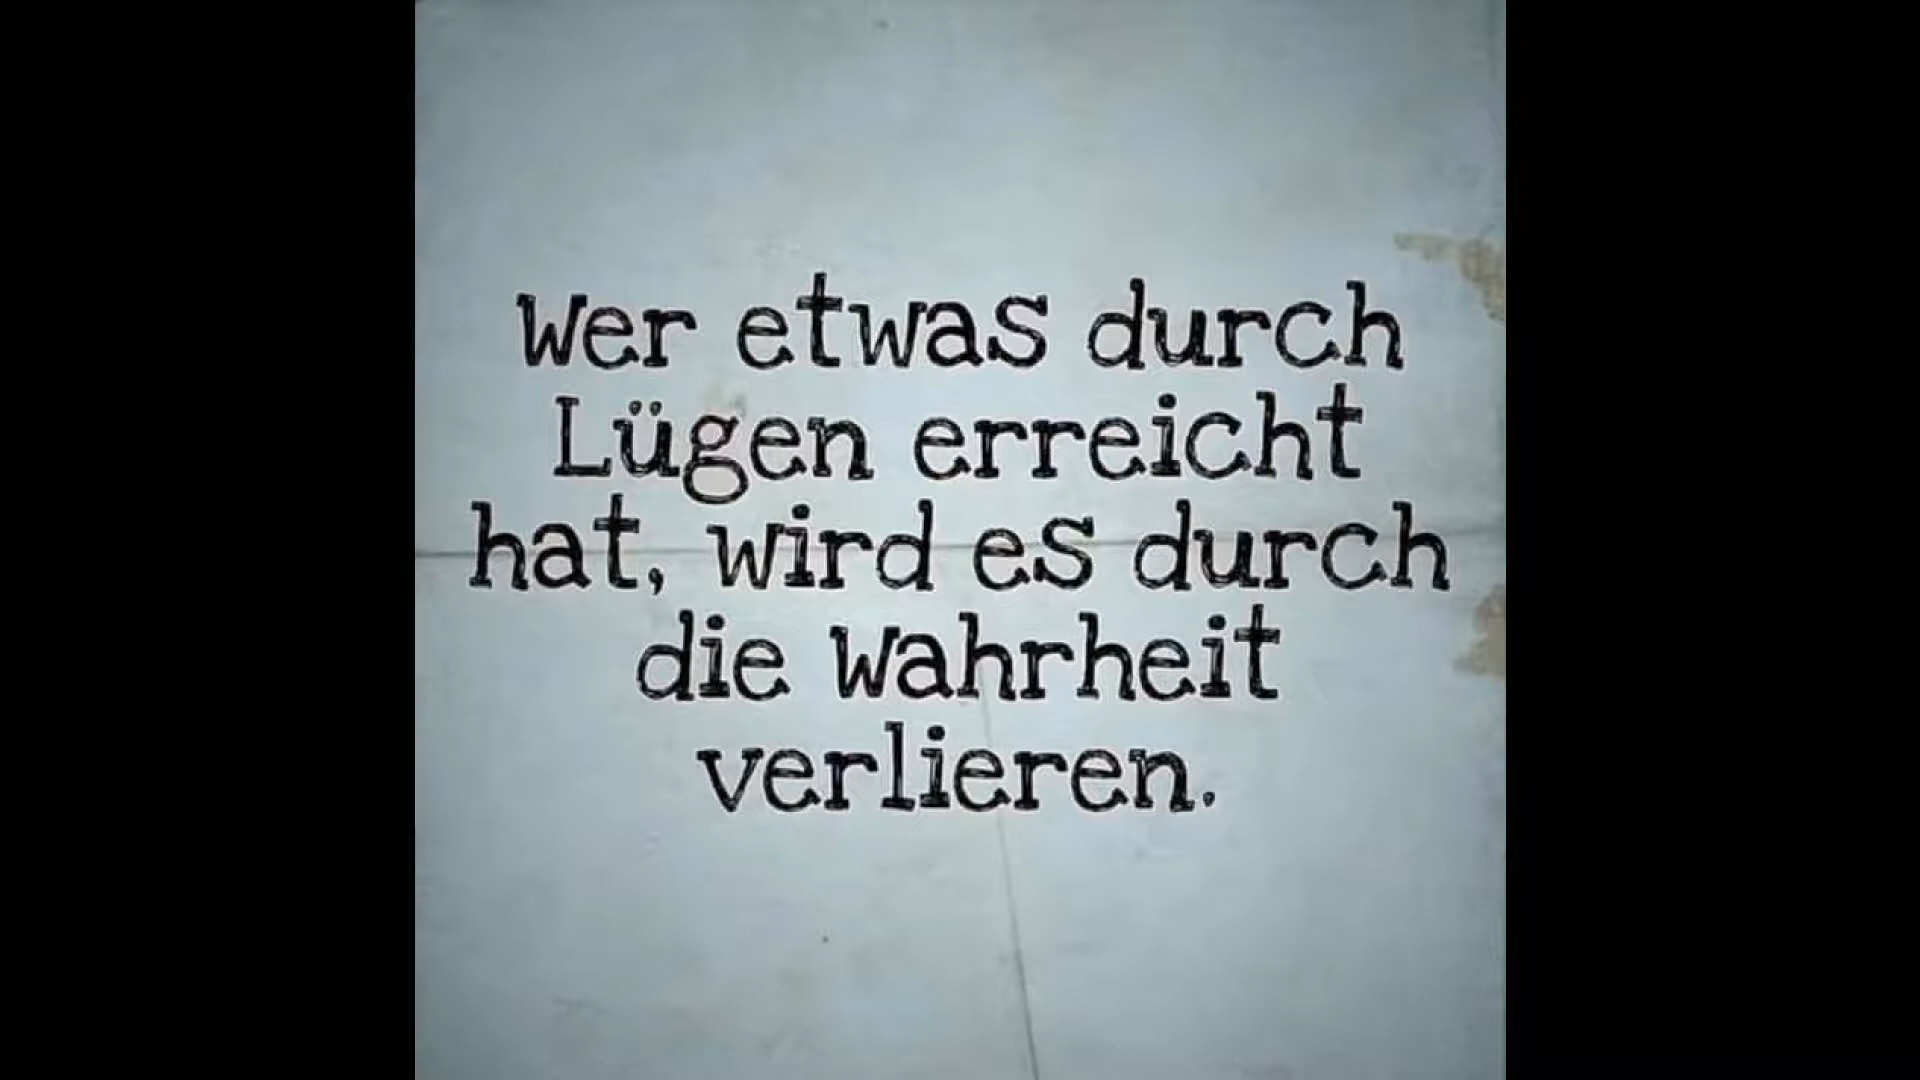 Wer etwas durch
Lügen erreicht
hat, wird es durch
die Wahrheit
verlieren.